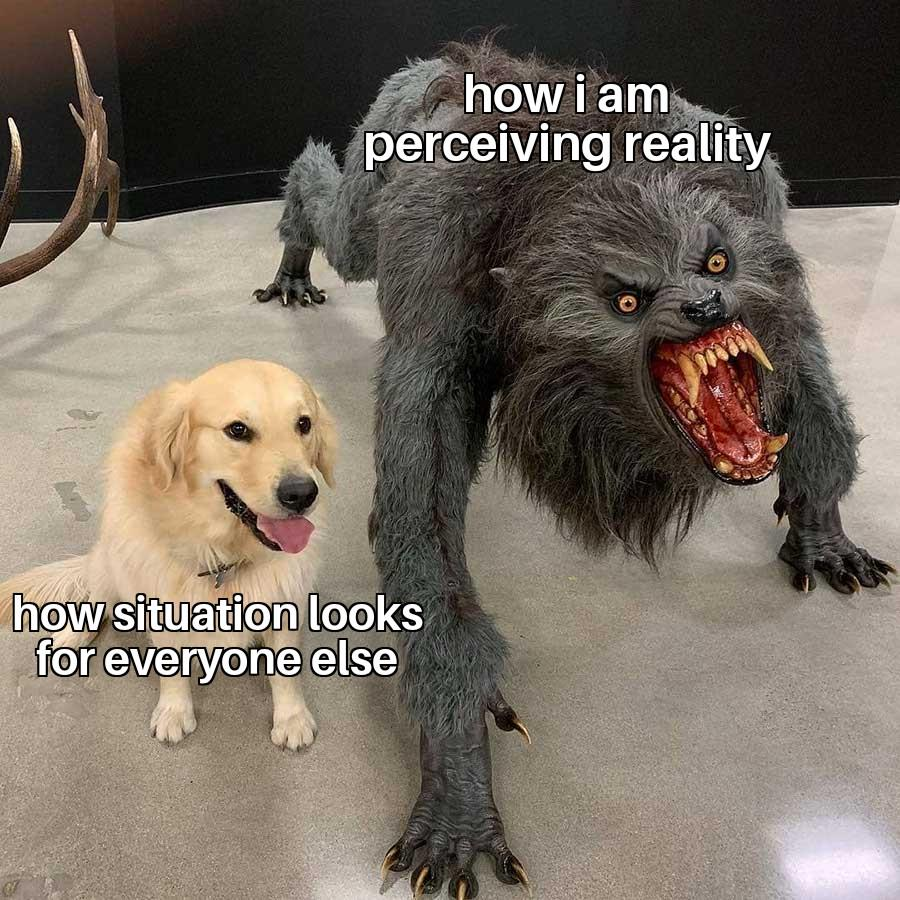 how i am
perceiving reality
how situation looks
for everyone else